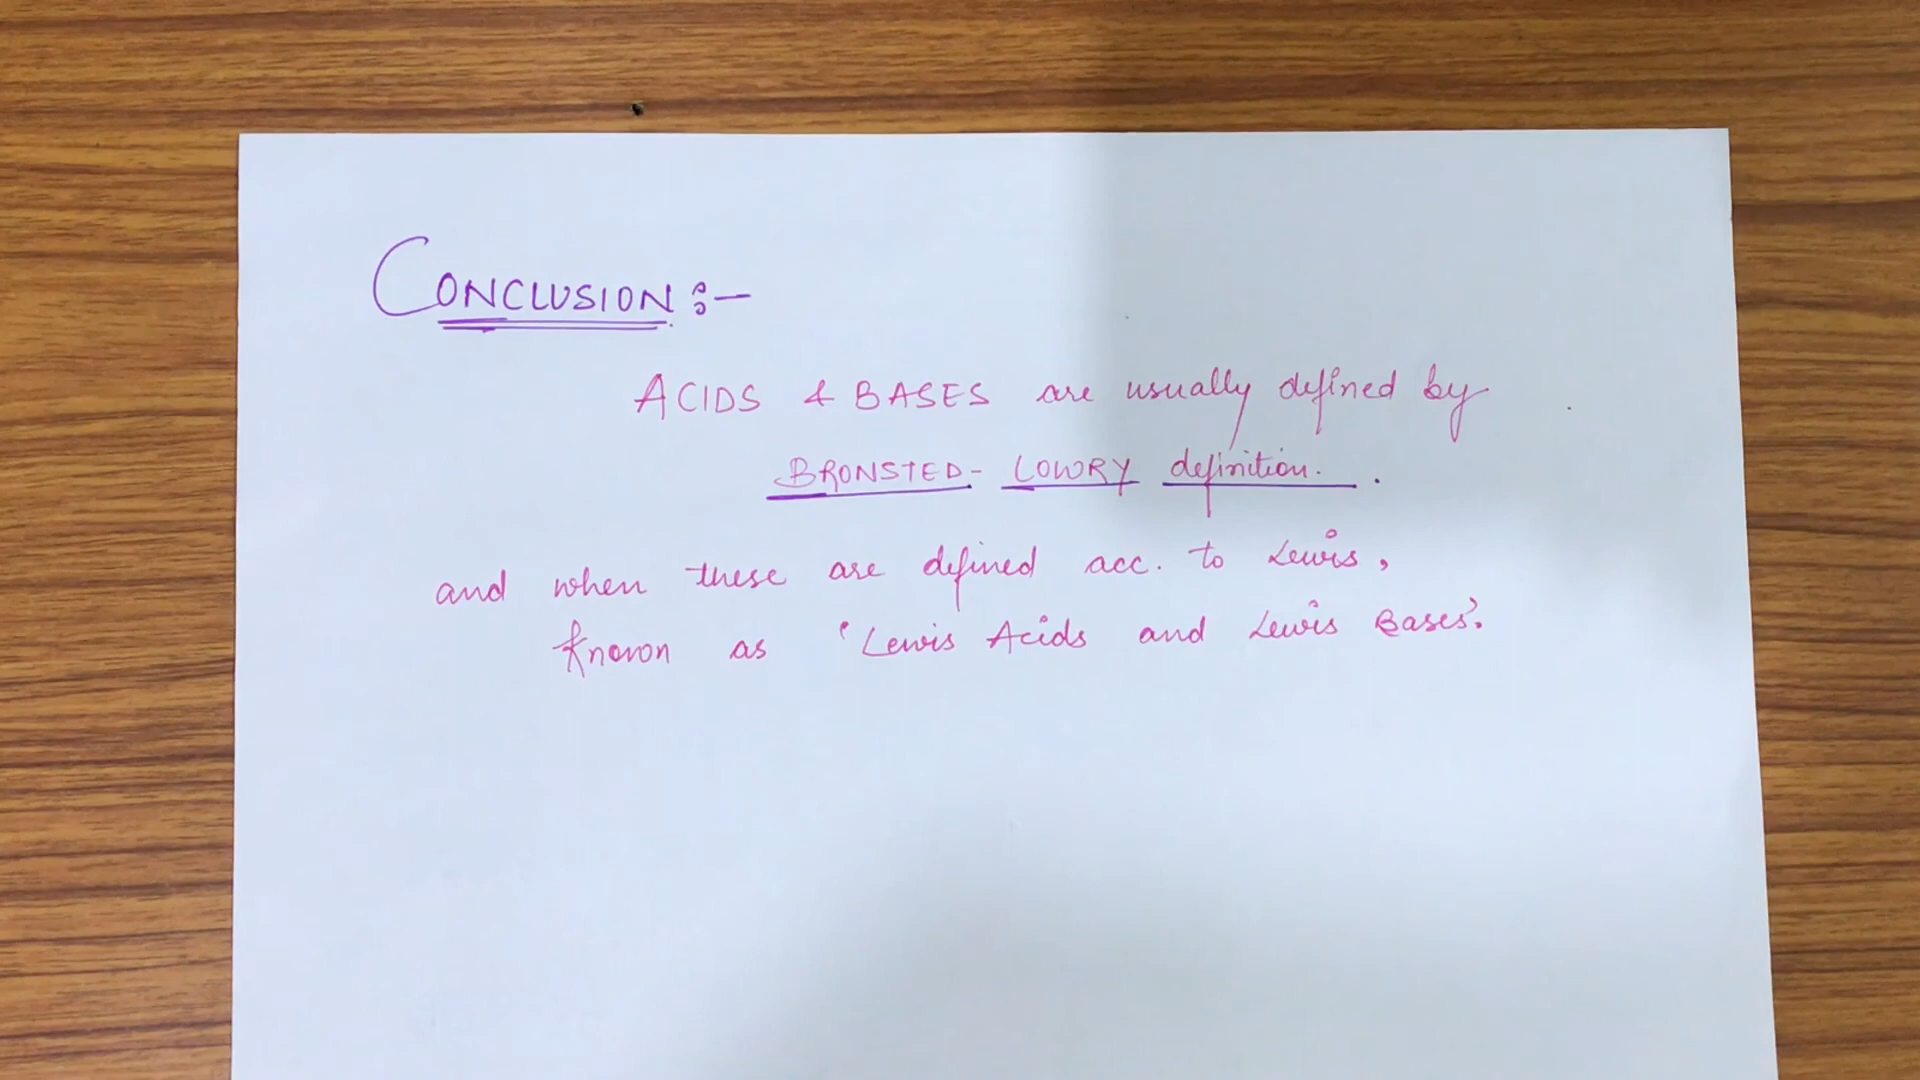 CONCLUSION :-
ACIDS & BASES are usually defined by
BRONSTED- LOWRY definition. .
and when these are defined acc. to Lewis,
Known as 'Lewis Acids and Lewis Bases'.